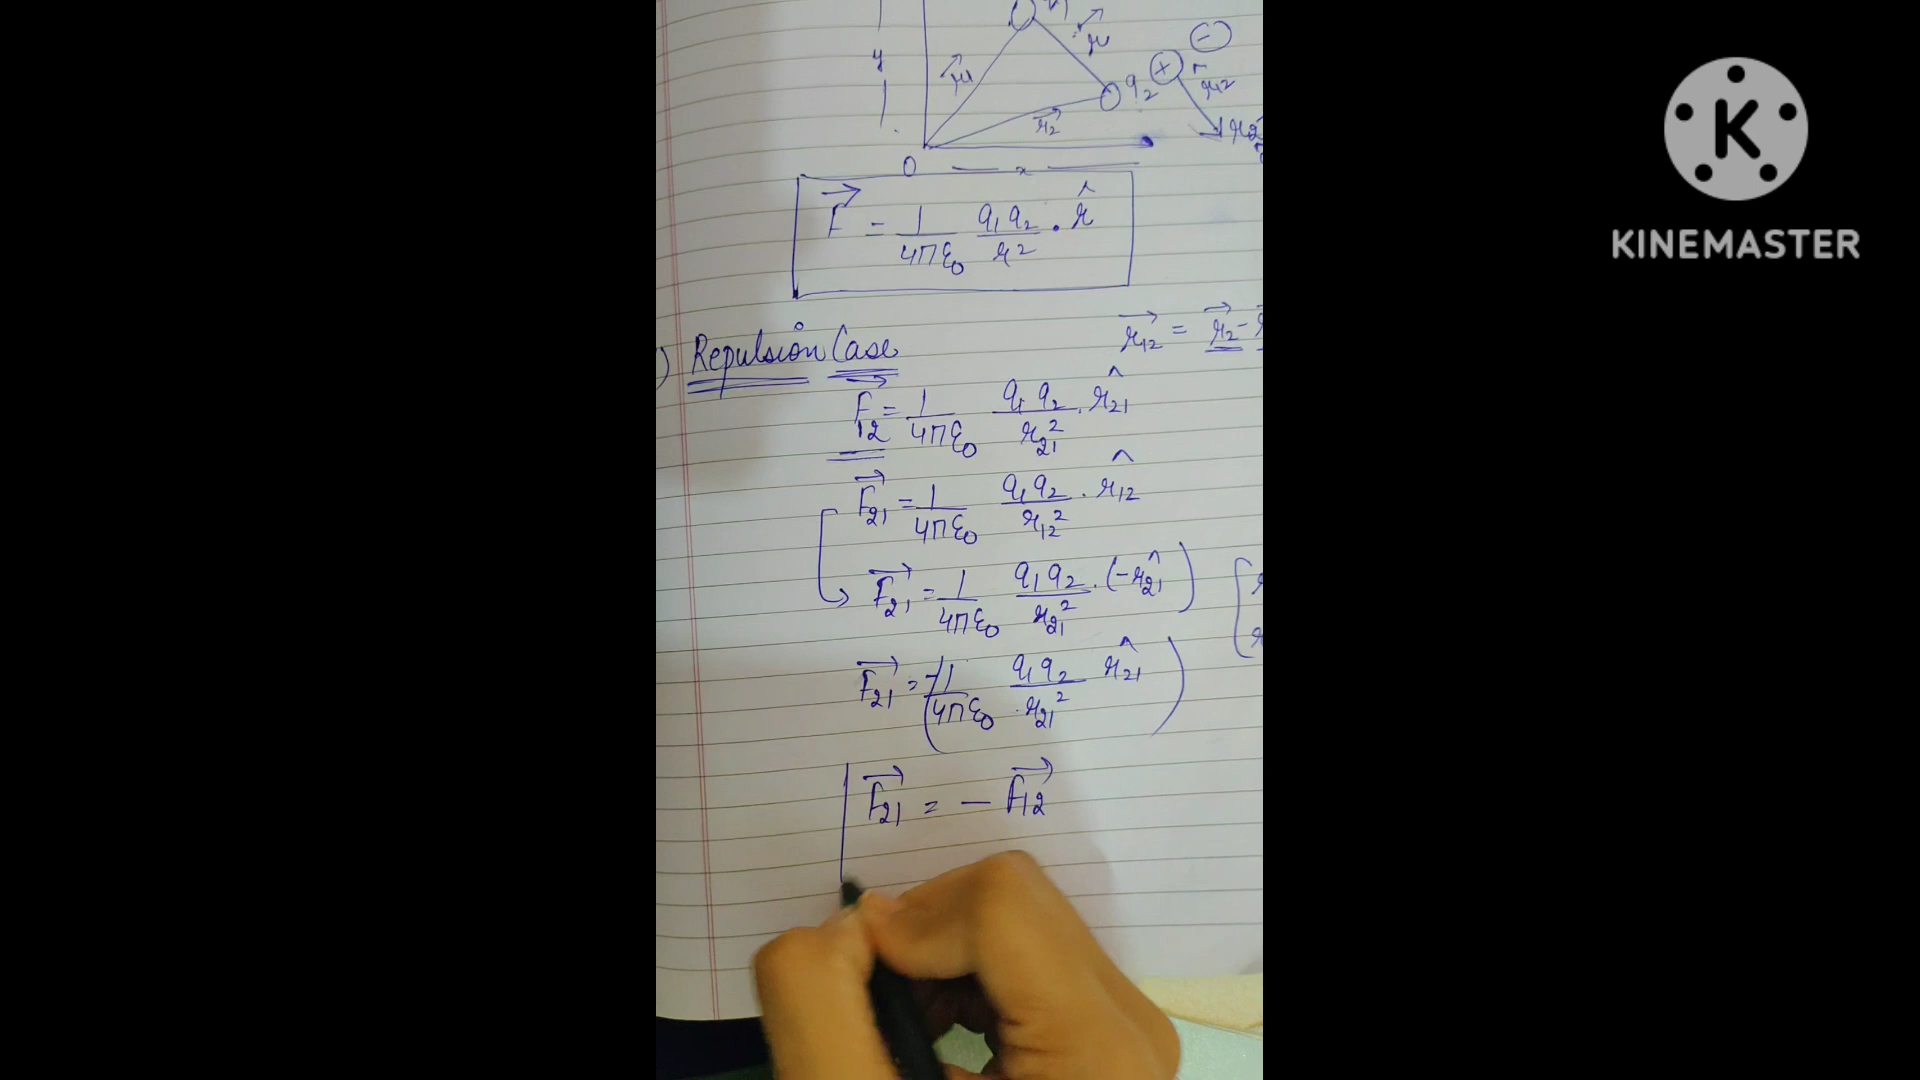 y
q₂
⊕
⊖
r⃗₂
O — x —
F⃗ = 1/4πε₀ q₁q₂/r² . r̂
r⃗₁₂ = r⃗₂ -
) Repulsion Case
F⃗₁₂ = 1/4πε₀ q₁q₂/r₂₁² . r̂₂₁
F⃗₂₁ = 1/4πε₀ q₁q₂/r₁₂² . r̂₁₂
F⃗₂₁ = 1/4πε₀ q₁q₂/r₂₁² . (-r̂₂₁)
F⃗₂₁ = -(1/4πε₀ q₁q₂/r₂₁² r̂₂₁)
F⃗₂₁ = - F⃗₁₂
K
KINEMASTER